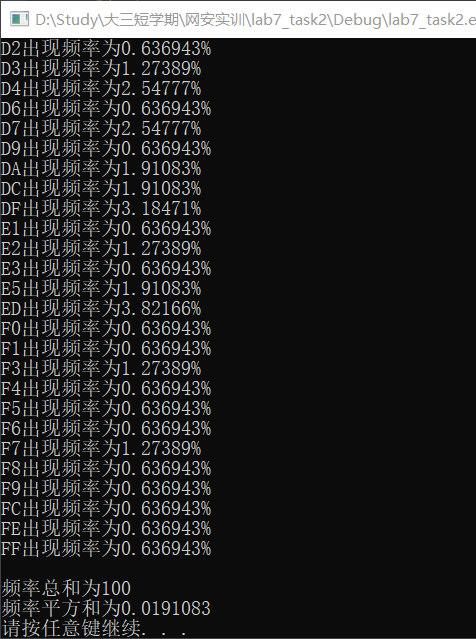 D:\Study\大三短学期\网安实训\lab7_task2\Debug\lab7_task2.e
D2出现频率为0.636943%
D3出现频率为1.27389%
D4出现频率为2.54777%
D6出现频率为0.636943%
D7出现频率为2.54777%
D9出现频率为0.636943%
DA出现频率为1.91083%
DC出现频率为1.91083%
DF出现频率为3.18471%
E1出现频率为0.636943%
E2出现频率为1.27389%
E3出现频率为0.636943%
E5出现频率为1.91083%
ED出现频率为3.82166%
F0出现频率为0.636943%
F1出现频率为0.636943%
F3出现频率为1.27389%
F4出现频率为0.636943%
F5出现频率为0.636943%
F6出现频率为0.636943%
F7出现频率为1.27389%
F8出现频率为0.636943%
F9出现频率为0.636943%
FC出现频率为0.636943%
FE出现频率为0.636943%
FF出现频率为0.636943%
频率总和为100
频率平方和为0.0191083
请按任意键继续. . .